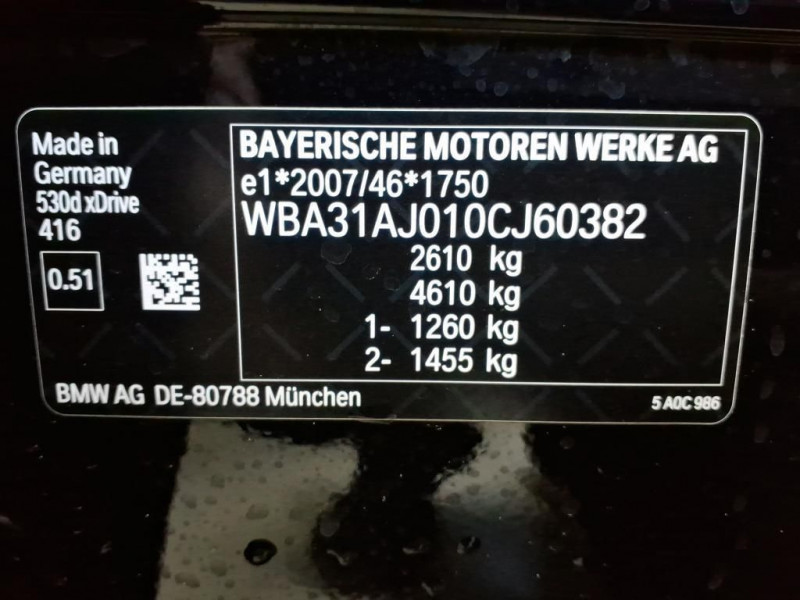 Made in
Germany
530d xDrive
416
0.51
BAYERISCHE MOTOREN WERKE AG
e1*2007/46*1750
WBA31AJ010CJ60382
2610 kg
4610 kg
1- 1260 kg
2- 1455 kg
BMW AG DE-80788 München
5 A0C 986